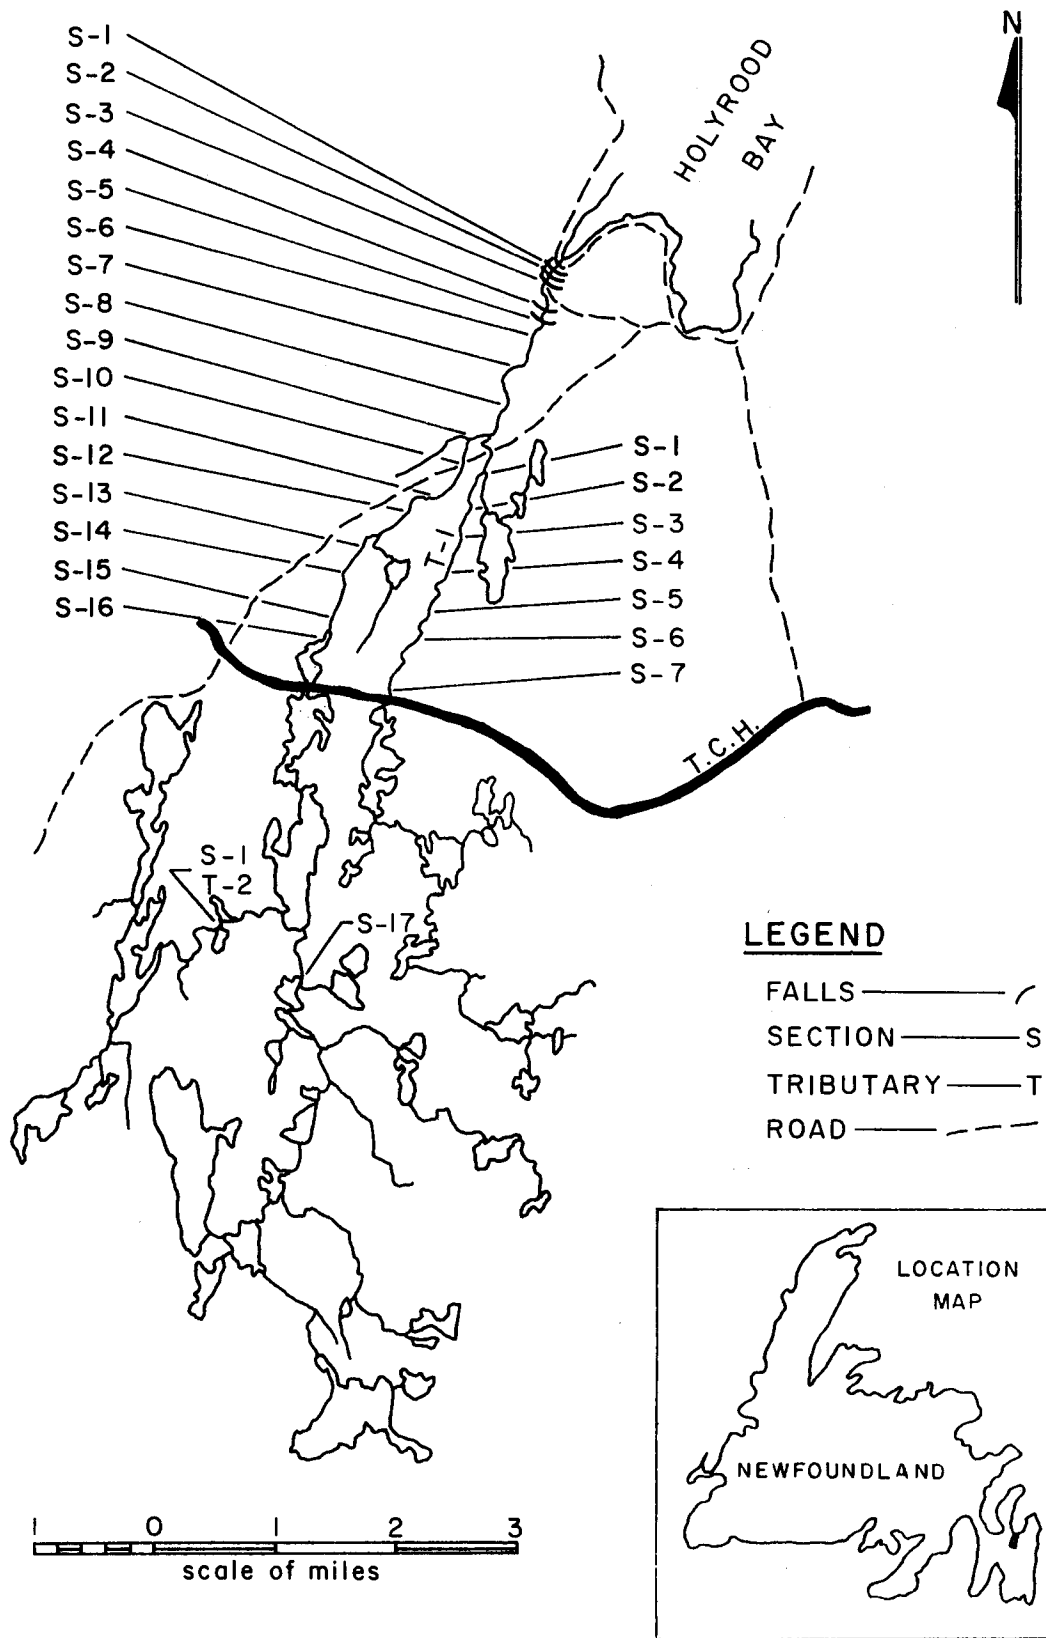 N
HOLYROOD
BAY
S-1
S-2
S-3
S-4
S-5
S-6
S-7
S-8
S-9
S-10
S-11
S-12
S-13
S-14
S-15
S-16
S-1
S-2
S-3
S-4
S-5
S-6
S-7
T-1
T.C.H.
S-1
T-2
S-17
LEGEND
FALLS
SECTION S
TRIBUTARY T
ROAD
LOCATION
MAP
NEWFOUNDLAND
1 0 1 2 3
scale of miles